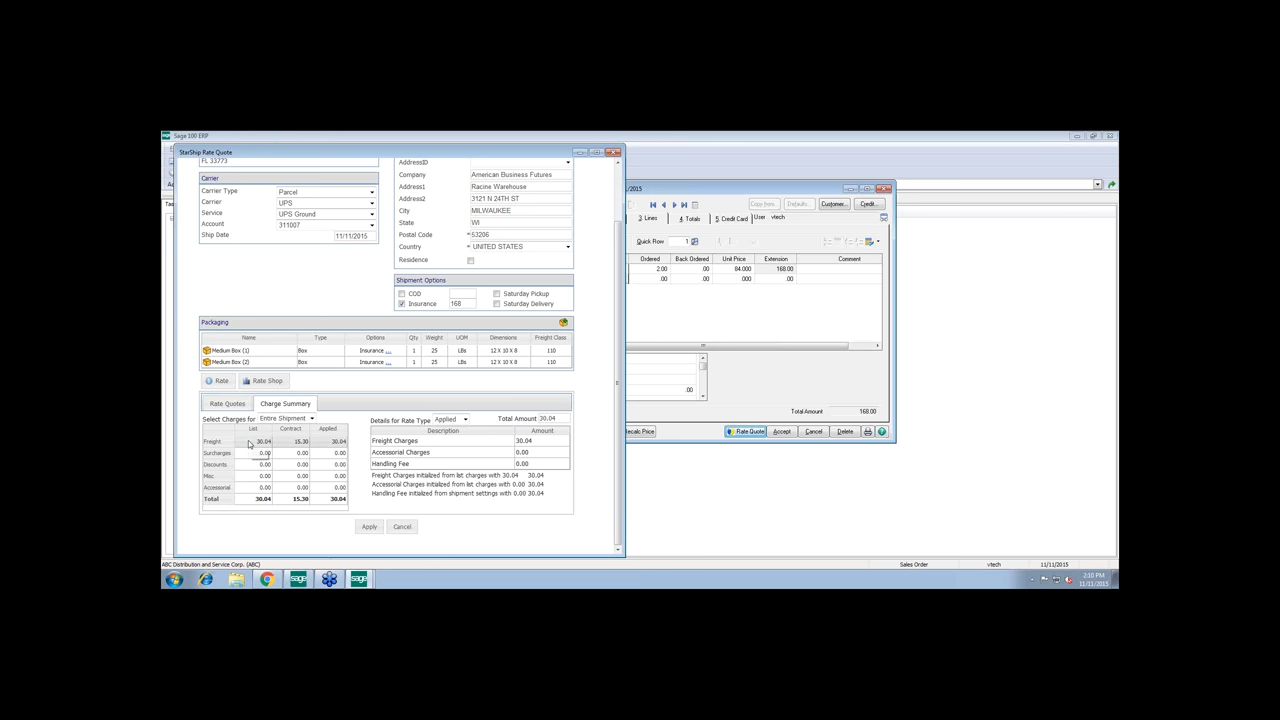 Sage 100 ERP
StarShip Rate Quote
FL 33773
Carrier
Carrier Type Parcel
Carrier UPS
Service UPS Ground
Account 311007
Ship Date 11/11/2015
AddressID
Company American Business Futures
Address1 Racine Warehouse
Address2 3121 N 24TH ST
City MILWAUKEE
State WI
Postal Code 53206
Country UNITED STATES
Residence
Shipment Options
COD Saturday Pickup
Insurance 168 Saturday Delivery
Packaging
Name Type Options Qty Weight UOM Dimensions Freight Class
Medium Box (1) Box Insurance ... 1 25 LBs 12 X 10 X 8 110
Medium Box (2) Box Insurance ... 1 25 LBs 12 X 10 X 8 110
Rate Rate Shop
Rate Quotes Charge Summary
Select Charges for Entire Shipment
List Contract Applied
Freight 30.04 15.30 30.04
Surcharges 0.00 0.00 0.00
Discounts 0.00 0.00 0.00
Misc. 0.00 0.00 0.00
Accessorial 0.00 0.00 0.00
Total 30.04 15.30 30.04
Details for Rate Type Applied Total Amount 30.04
Description Amount
Freight Charges 30.04
Accessorial Charges 0.00
Handling Fee 0.00
Freight Charges initialized from list charges with 30.04 30.04
Accessorial Charges initialized from list charges with 0.00 30.04
Handling Fee initialized from shipment settings with 0.00 30.04
Apply Cancel
/2015
Copy from... Defaults... Customer... Credit...
3. Lines 4. Totals 5. Credit Card User vtech
Quick Row 1
Ordered Back Ordered Unit Price Extension Comment
2.00 .00 84.000 168.00
.00 .00 .000 .00
.00
Total Amount 168.00
ecalc Price Rate Quote Accept Cancel Delete
ABC Distribution and Service Corp. (ABC) Sales Order vtech 11/11/2015
2:10 PM
11/11/2015